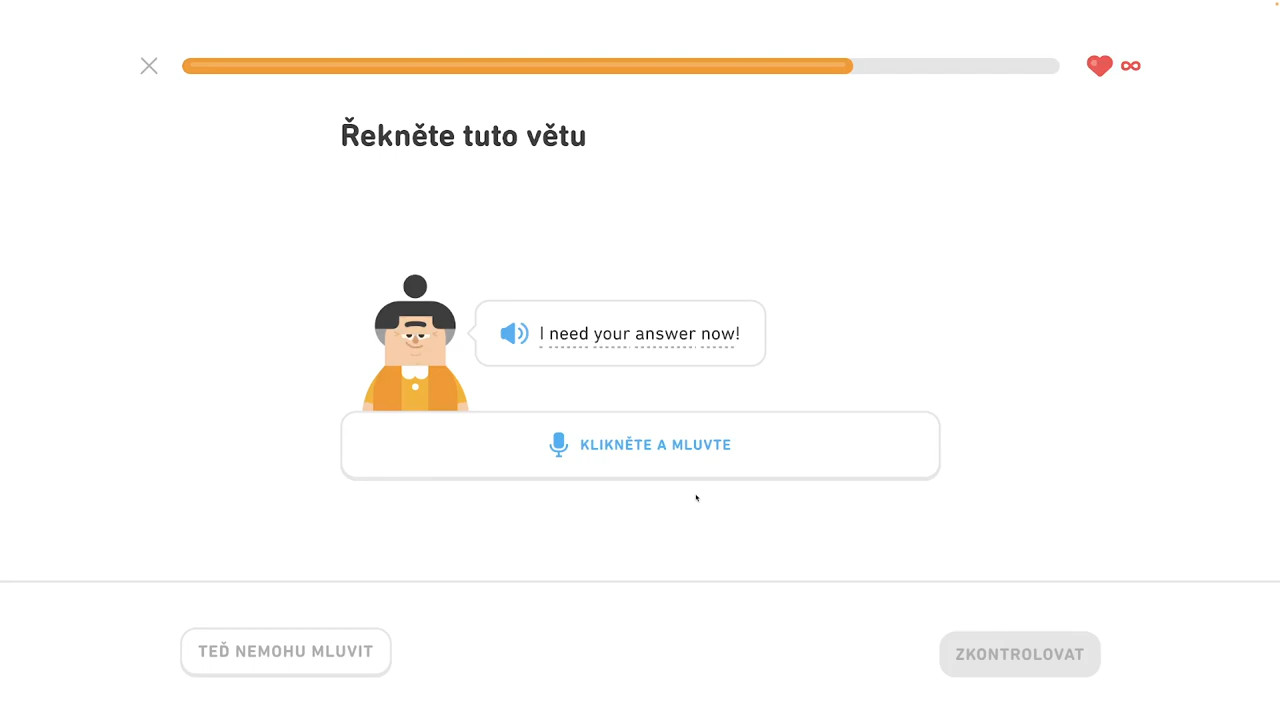 Řekněte tuto větu
I need your answer now!
KLIKNĚTE A MLUVTE
TEĎ NEMOHU MLUVIT
ZKONTROLOVAT